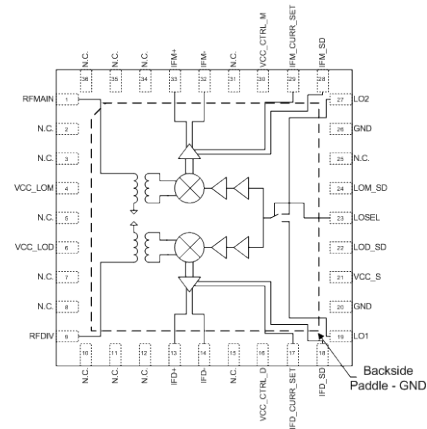 N.C.
N.C.
N.C.
IFM+
IFM-
N.C.
VCC_CTRL_M
IFM_CURR_SET
IFM_SD
36
35
34
33
32
31
30
29
28
RFMAIN 1
N.C. 2
N.C. 3
VCC_LOM 4
N.C. 5
VCC_LOD 6
N.C. 7
N.C. 8
RFDIV 9
27 LO2
26 GND
25 N.C.
24 LOM_SD
23 LOSEL
22 LOD_SD
21 VCC_S
20 GND
19 LO1
10
11
12
13
14
15
16
17
18
N.C.
N.C.
N.C.
IFD+
IFD-
N.C.
VCC_CTRL_D
IFD_CURR_SET
IFD_SD
Backside
Paddle - GND